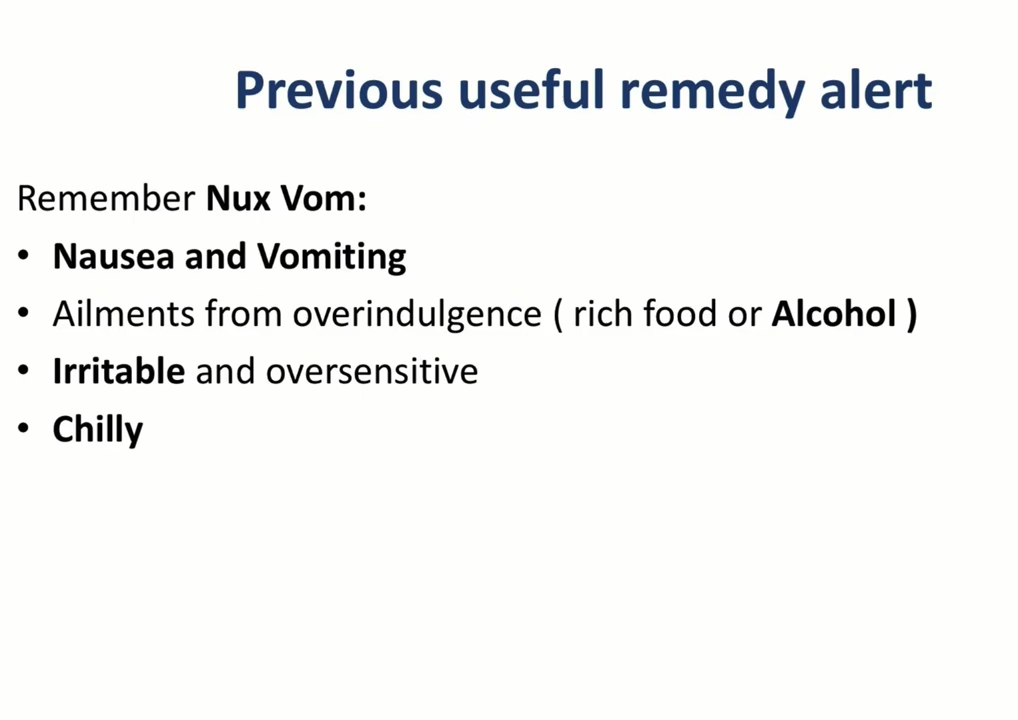 Previous useful remedy alert
Remember Nux Vom:
• Nausea and Vomiting
• Ailments from overindulgence ( rich food or Alcohol )
• Irritable and oversensitive
• Chilly